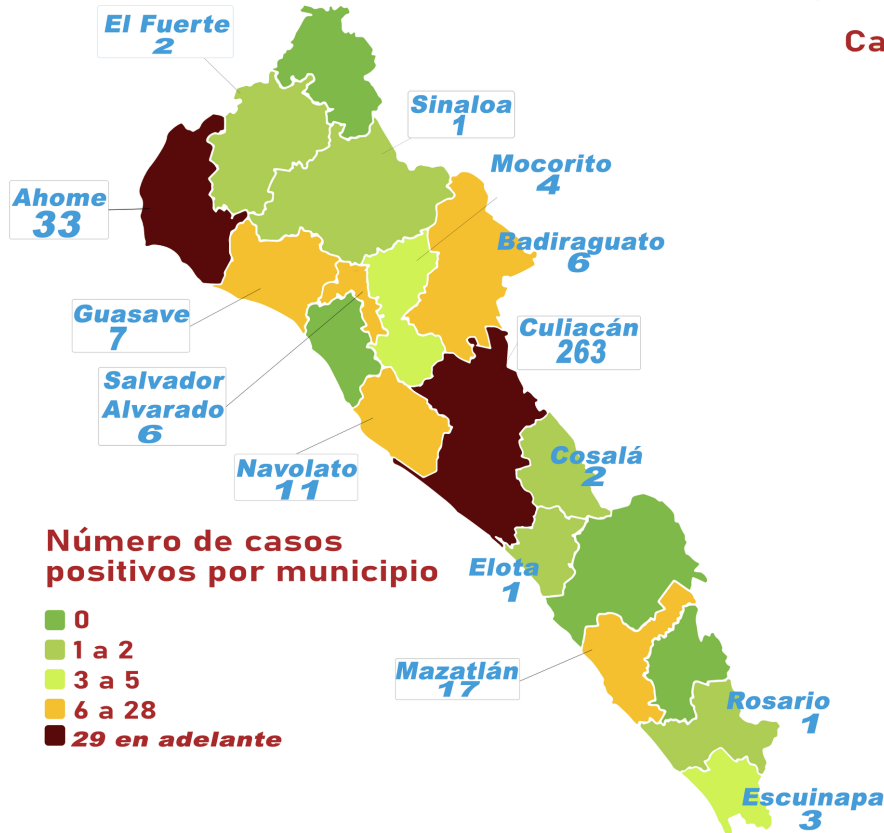 El Fuerte
2
Ca
Sinaloa
1
Mocorito
4
Ahome
33
Badiraguato
6
Guasave
7
Culiacán
263
Salvador
Alvarado
6
Navolato
11
Cosalá
2
Número de casos
positivos por municipio
Elota
1
0
1 a 2
3 a 5
6 a 28
29 en adelante
Mazatlán
17
Rosario
1
Escuinapa
3